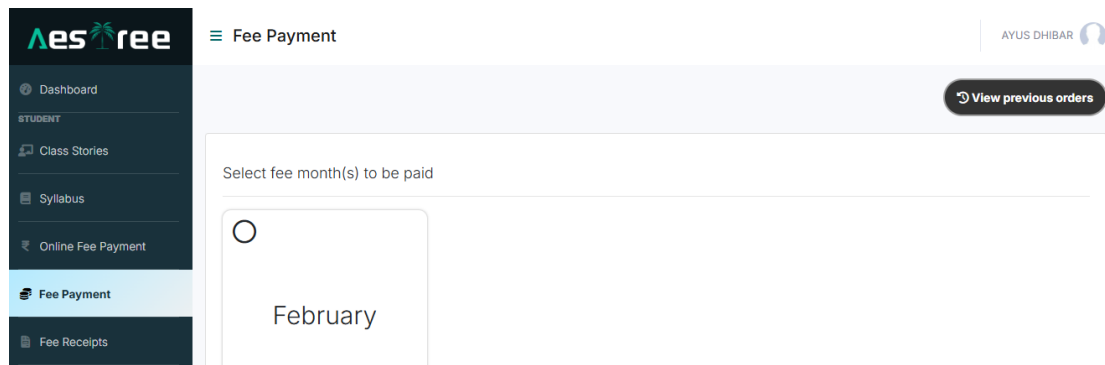 Aestree
Fee Payment
AYUS DHIBAR
Dashboard
View previous orders
STUDENT
Class Stories
Select fee month(s) to be paid
Syllabus
Online Fee Payment
Fee Payment
February
Fee Receipts